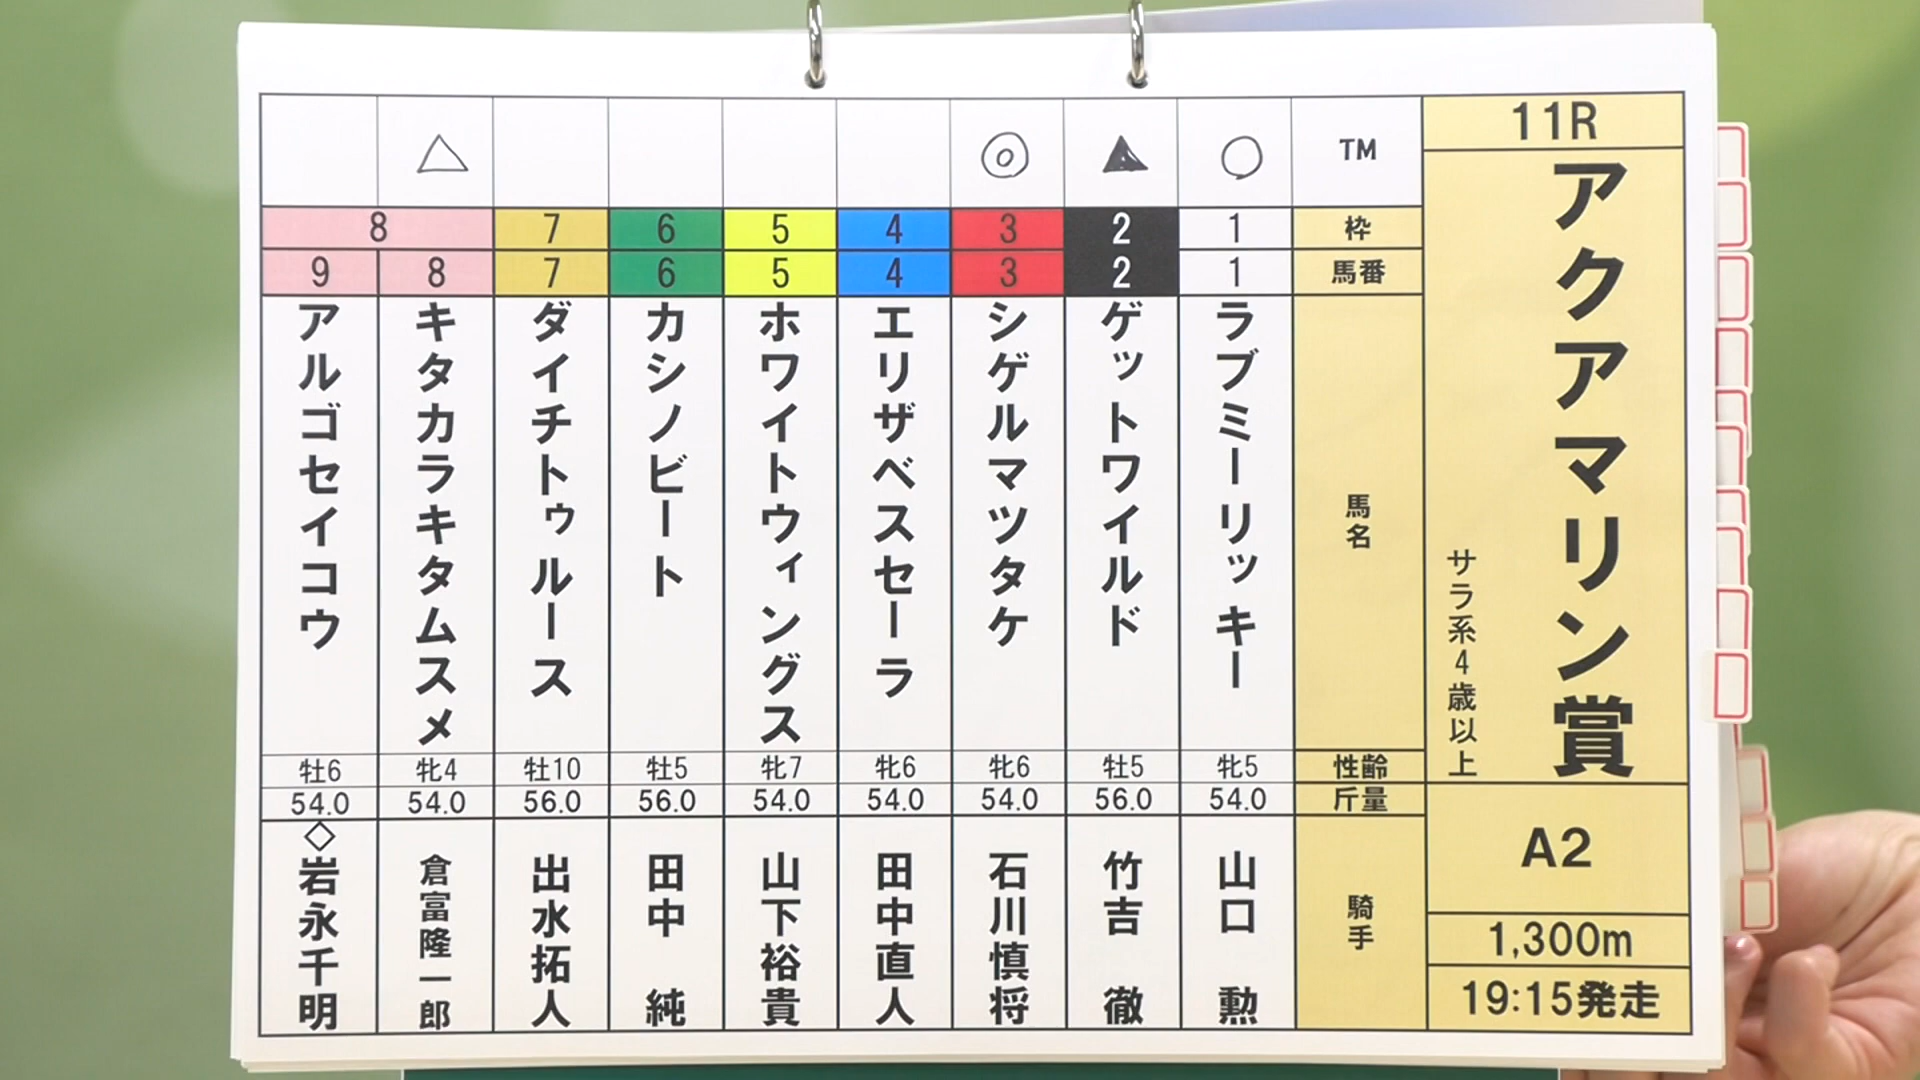 11R
アクアマリン賞
サラ系4歳以上
A2
1,300m
19:15発走
TM
枠
馬番
馬名
性齢
斤量
騎手
○
1
1
ラブミーリッキー
牝5
54.0
山口 勲
▲
2
2
ゲットワイルド
牡5
56.0
竹吉 徹
◎
3
3
シゲルマツタケ
牝6
54.0
石川慎将
4
4
エリザベスセーラ
牝6
54.0
田中直人
5
5
ホワイトウィングス
牝7
54.0
山下裕貴
6
6
カシノビート
牡5
56.0
田中 純
7
7
ダイチトゥルース
牡10
56.0
出水拓人
△
8
8
キタカラキタムスメ
牝4
54.0
倉富隆一郎
9
アルゴセイコウ
牡6
54.0
◇岩永千明